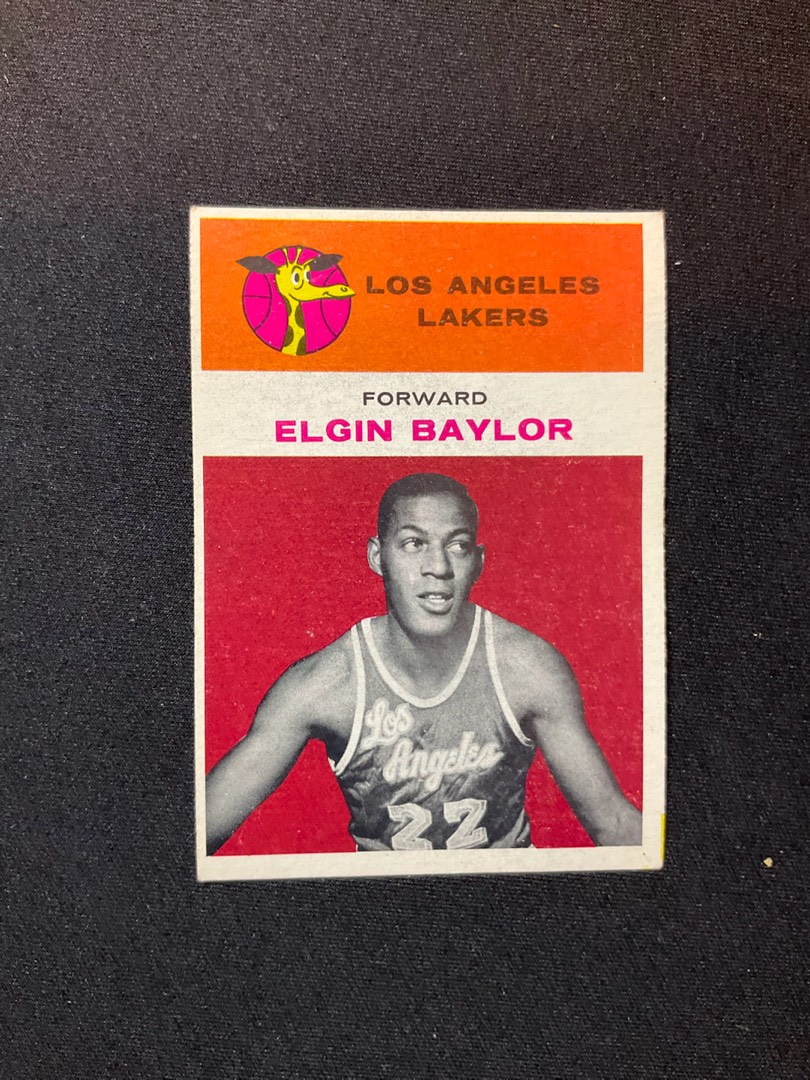 LOS ANGELES
LAKERS
FORWARD
ELGIN BAYLOR
Los
Angeles
22